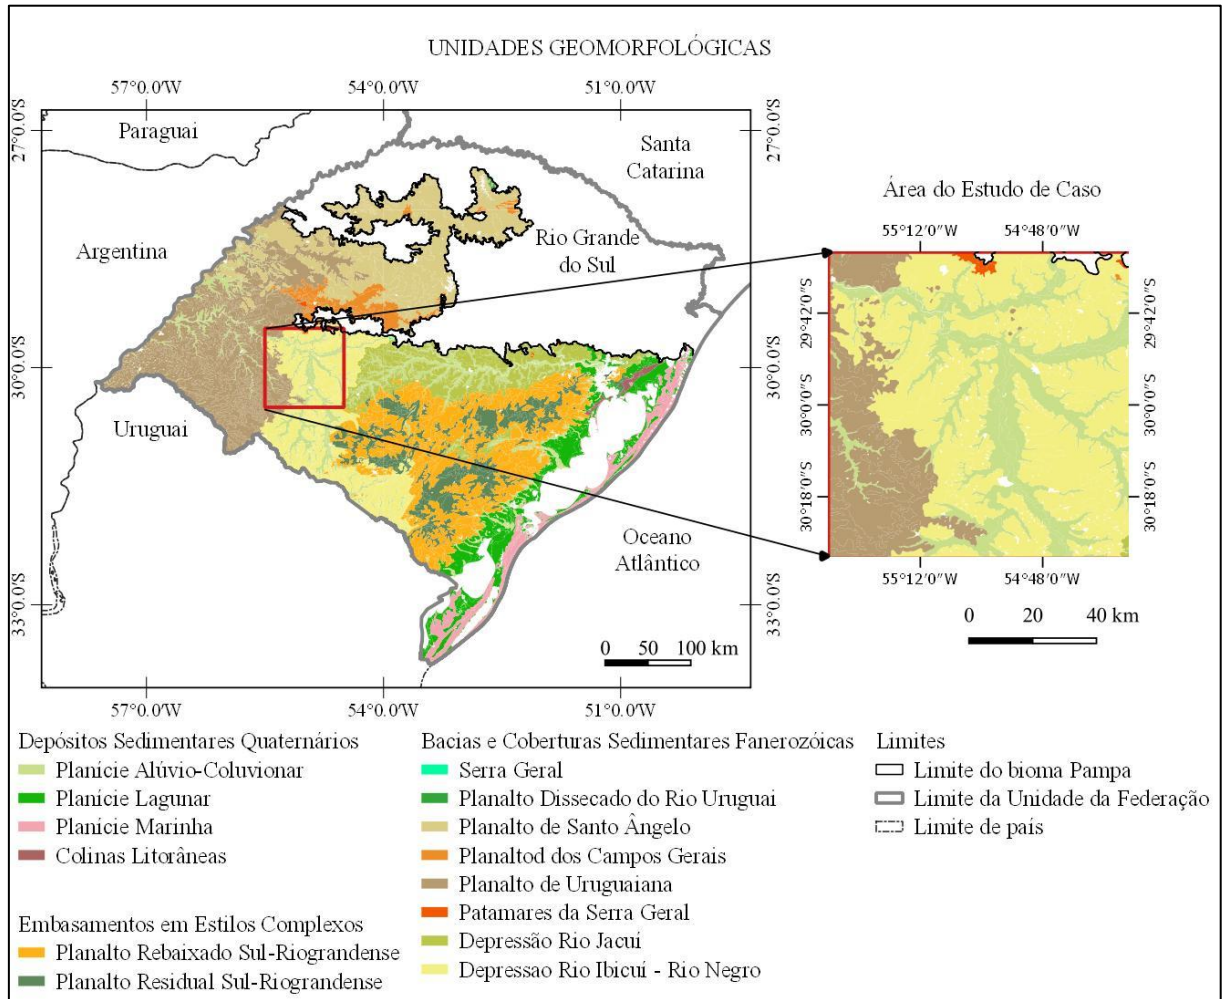 UNIDADES GEOMORFOLÓGICAS
57°0.0'W 54°0.0'W 51°0.0'W
27°0.0'S
30°0.0'S
33°0.0'S
Paraguai
Santa
Catarina
Argentina
Rio Grande
do Sul
Uruguai
Oceano
Atlântico
0 50 100 km
27°0.0'S
30°0.0'S
33°0.0'S
57°0.0'W 54°0.0'W 51°0.0'W
Área do Estudo de Caso
55°12'0"W 54°48'0"W
29°42'0"S
30°0'0"S
30°18'0"S
29°42'0"S
30°0'0"S
30°18'0"S
55°12'0"W 54°48'0"W
0 20 40 km
Depósitos Sedimentares Quaternários
Planície Alúvio-Coluvionar
Planície Lagunar
Planície Marinha
Colinas Litorâneas
Embasamentos em Estilos Complexos
Planalto Rebaixado Sul-Riograndense
Planalto Residual Sul-Riograndense
Bacias e Coberturas Sedimentares Fanerozóicas
Serra Geral
Planalto Dissecado do Rio Uruguai
Planalto de Santo Ângelo
Planaltod dos Campos Gerais
Planalto de Uruguaiana
Patamares da Serra Geral
Depressão Rio Jacuí
Depressao Rio Ibicuí - Rio Negro
Limites
Limite do bioma Pampa
Limite da Unidade da Federação
Limite de país